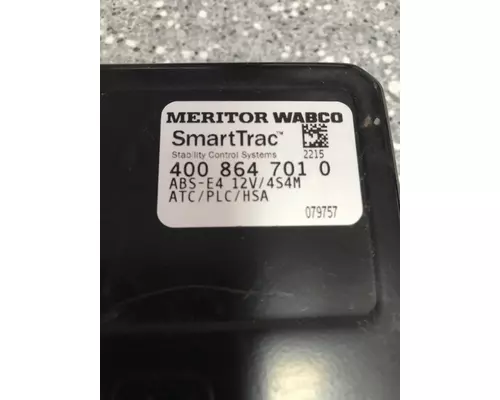 MERITOR WABCO
SmartTrac™
Stability Control Systems 2215
400 864 701 0
ABS-E4 12V/4S4M
ATC/PLC/HSA
079757